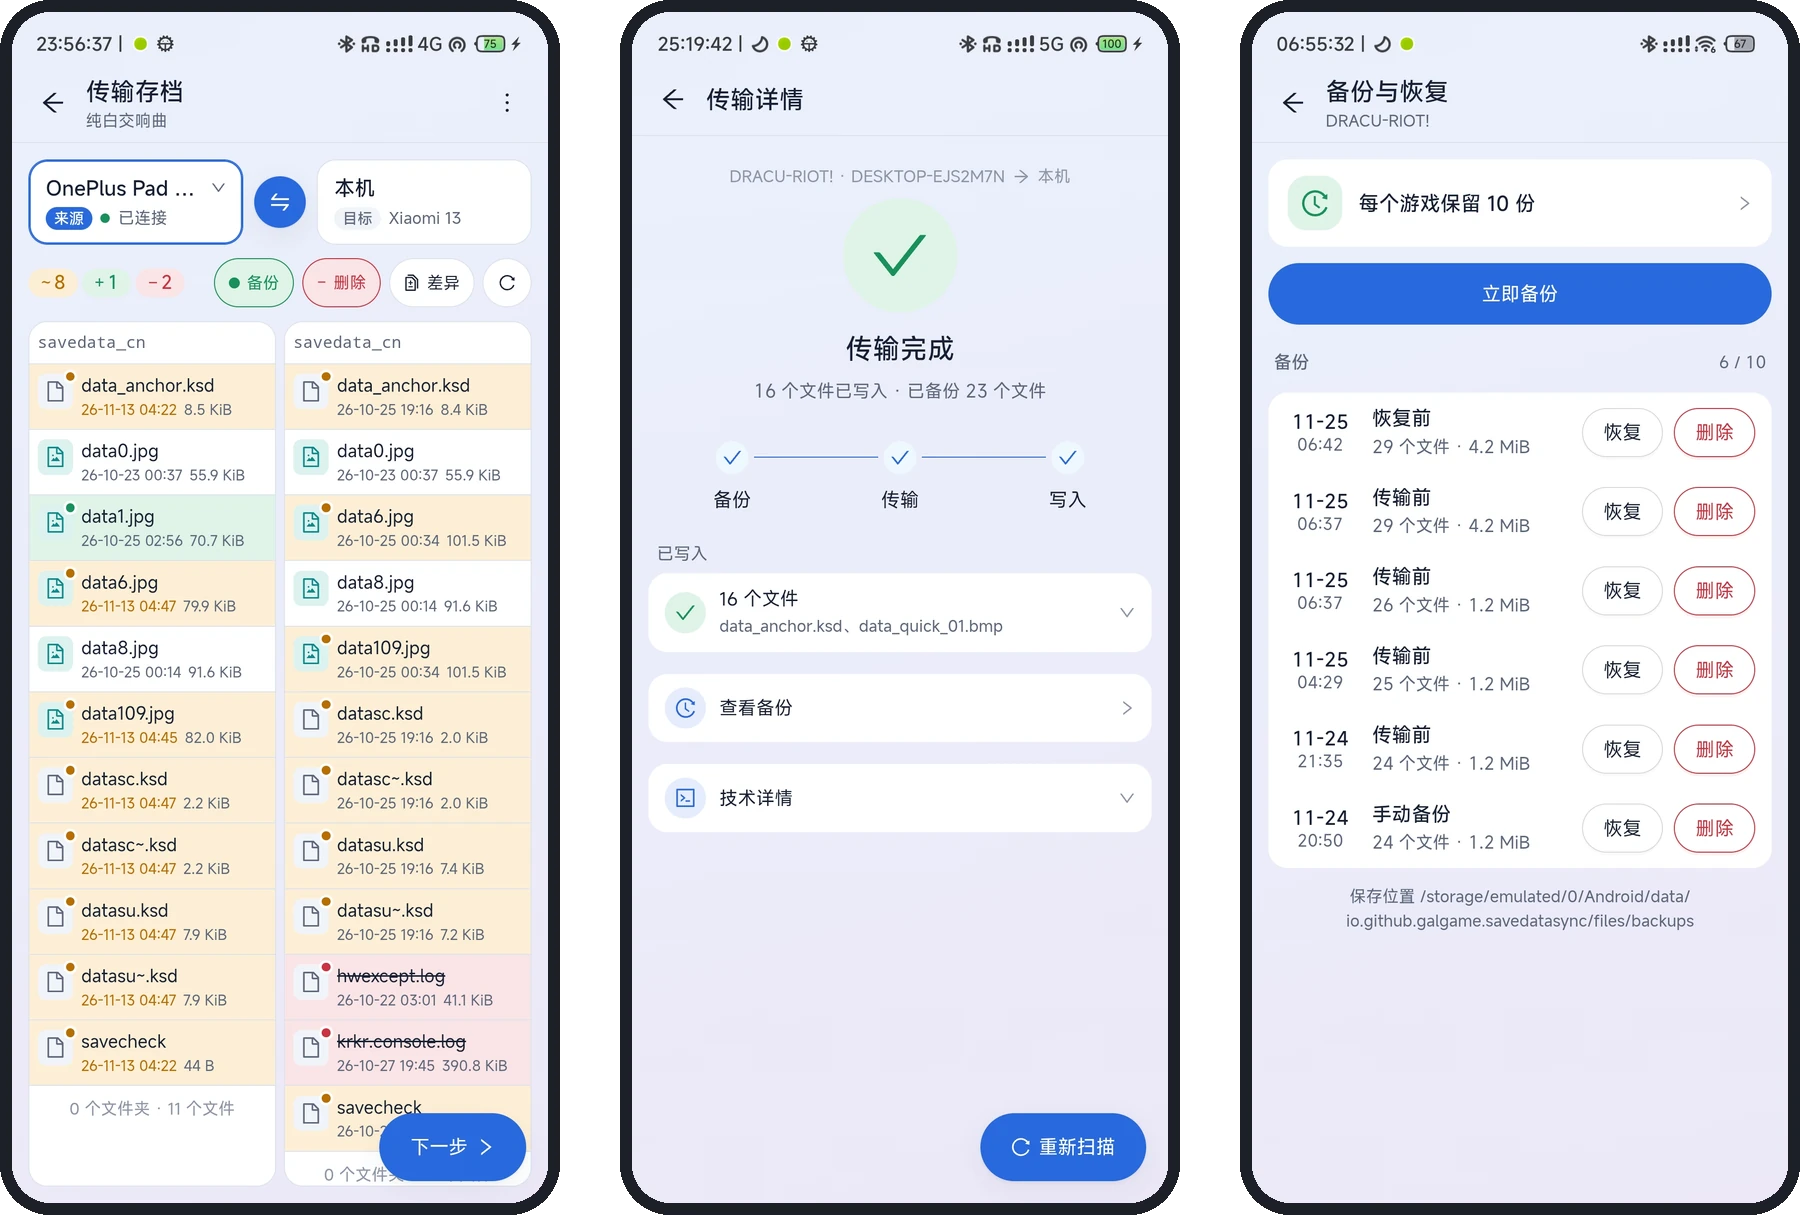 23:56:37 | 4G 75
传输存档
纯白交响曲
OnePlus Pad ...
来源 已连接
本机
目标 Xiaomi 13
~8 +1 −2 备份 − 删除 差异
savedata_cn
data_anchor.ksd
26-11-13 04:22 8.5 KiB
data0.jpg
26-10-23 00:37 55.9 KiB
data1.jpg
26-10-25 02:56 70.7 KiB
data6.jpg
26-11-13 04:47 79.9 KiB
data8.jpg
26-10-25 00:14 91.6 KiB
data109.jpg
26-11-13 04:45 82.0 KiB
datasc.ksd
26-11-13 04:47 2.2 KiB
datasc~.ksd
26-11-13 04:47 2.2 KiB
datasu.ksd
26-11-13 04:47 7.9 KiB
datasu~.ksd
26-11-13 04:47 7.9 KiB
savecheck
26-11-13 04:22 44 B
0 个文件夹 · 11 个文件
savedata_cn
data_anchor.ksd
26-10-25 19:16 8.4 KiB
data0.jpg
26-10-23 00:37 55.9 KiB
data6.jpg
26-10-25 00:34 101.5 KiB
data8.jpg
26-10-25 00:14 91.6 KiB
data109.jpg
26-10-25 00:34 101.5 KiB
datasc.ksd
26-10-25 19:16 2.0 KiB
datasc~.ksd
26-10-25 19:16 2.0 KiB
datasu.ksd
26-10-25 19:16 7.4 KiB
datasu~.ksd
26-10-25 19:16 7.2 KiB
hwexcept.log
26-10-22 03:01 41.1 KiB
krkr.console.log
26-10-27 19:45 390.8 KiB
savecheck
26-10-2
0 个文件
下一步
25:19:42 | HD 5G 100
传输详情
DRACU-RIOT! · DESKTOP-EJS2M7N → 本机
传输完成
16 个文件已写入 · 已备份 23 个文件
备份 传输 写入
已写入
16 个文件
data_anchor.ksd、data_quick_01.bmp
查看备份
技术详情
重新扫描
06:55:32 | 67
备份与恢复
DRACU-RIOT!
每个游戏保留 10 份
立即备份
备份 6 / 10
11-25 恢复前
06:42 29 个文件 · 4.2 MiB 恢复 删除
11-25 传输前
06:37 29 个文件 · 4.2 MiB 恢复 删除
11-25 传输前
06:37 26 个文件 · 1.2 MiB 恢复 删除
11-25 传输前
04:29 25 个文件 · 1.2 MiB 恢复 删除
11-24 传输前
21:35 24 个文件 · 1.2 MiB 恢复 删除
11-24 手动备份
20:50 24 个文件 · 1.2 MiB 恢复 删除
保存位置 /storage/emulated/0/Android/data/
io.github.galgame.savedatasync/files/backups